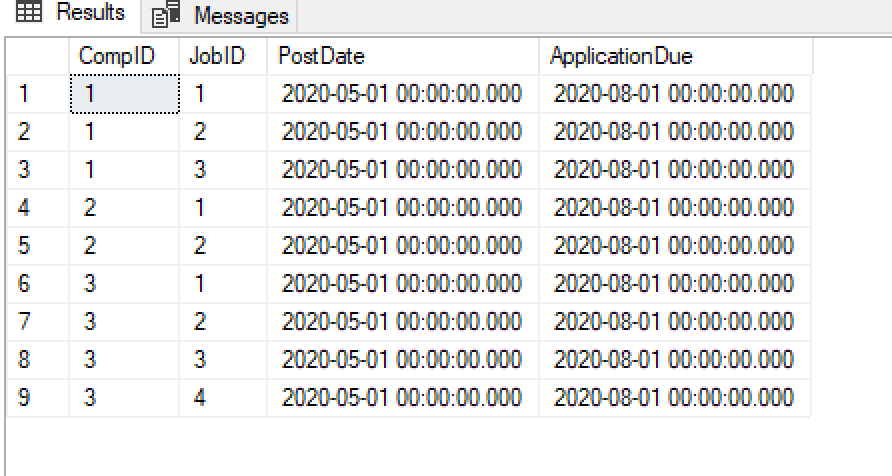 Results Messages
CompID JobID PostDate ApplicationDue
1 1 1 2020-05-01 00:00:00.000 2020-08-01 00:00:00.000
2 1 2 2020-05-01 00:00:00.000 2020-08-01 00:00:00.000
3 1 3 2020-05-01 00:00:00.000 2020-08-01 00:00:00.000
4 2 1 2020-05-01 00:00:00.000 2020-08-01 00:00:00.000
5 2 2 2020-05-01 00:00:00.000 2020-08-01 00:00:00.000
6 3 1 2020-05-01 00:00:00.000 2020-08-01 00:00:00.000
7 3 2 2020-05-01 00:00:00.000 2020-08-01 00:00:00.000
8 3 3 2020-05-01 00:00:00.000 2020-08-01 00:00:00.000
9 3 4 2020-05-01 00:00:00.000 2020-08-01 00:00:00.000